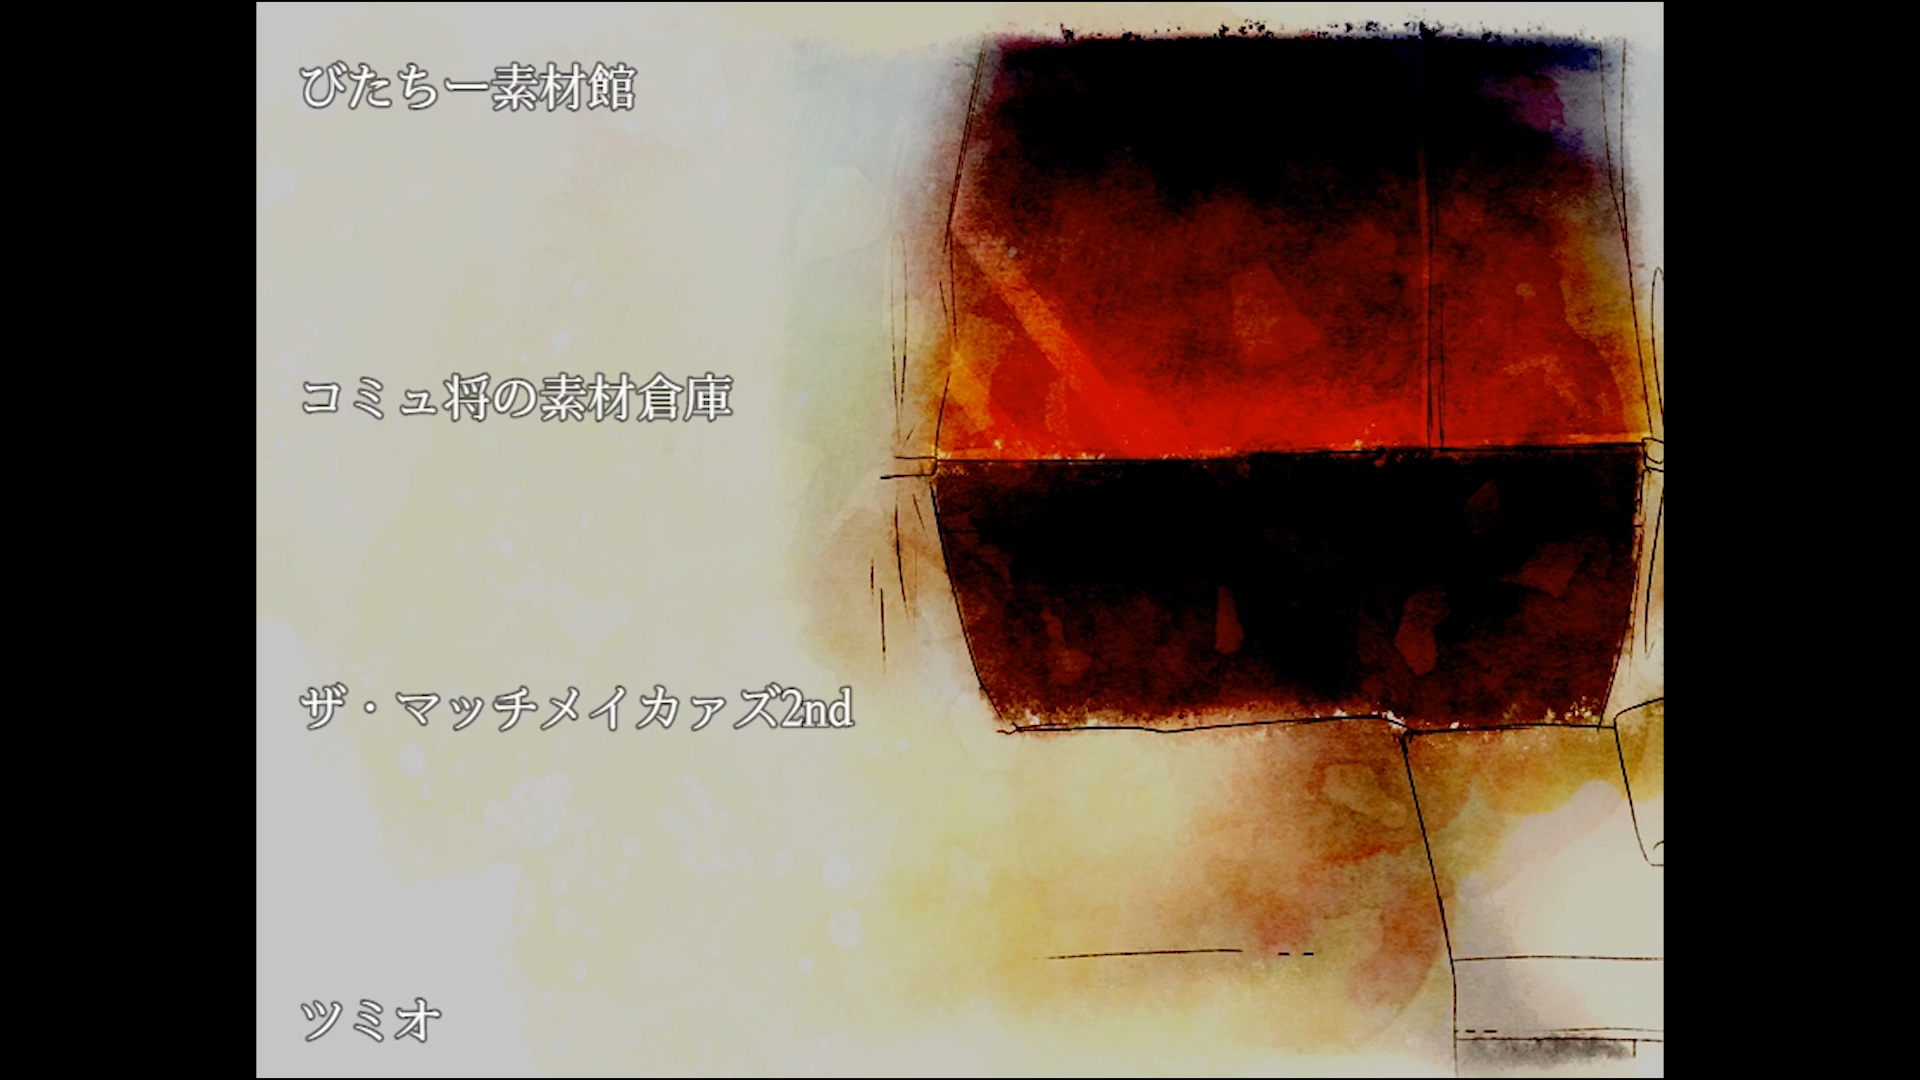 びたちー素材館
コミュ将の素材倉庫
ザ・マッチメイカァズ2nd
ツミオ